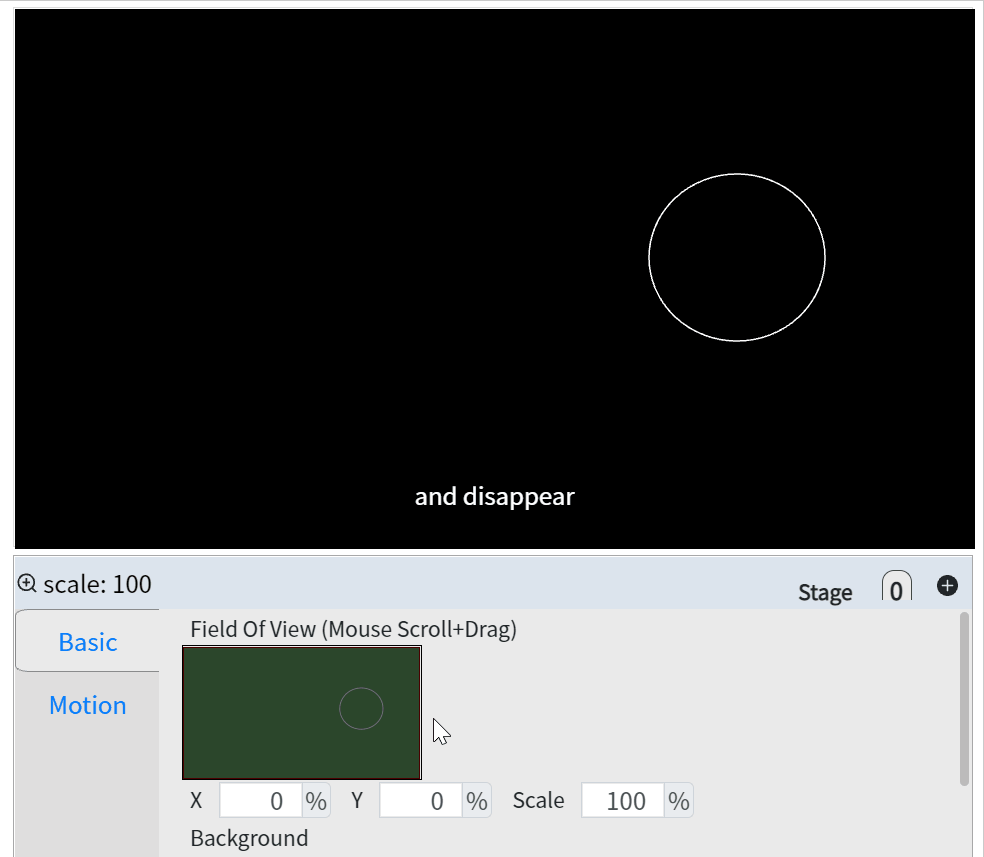 and disappear
scale: 100
Stage 0
Basic
Field Of View (Mouse Scroll+Drag)
Motion
X 0 % Y 0 % Scale 100 %
Background